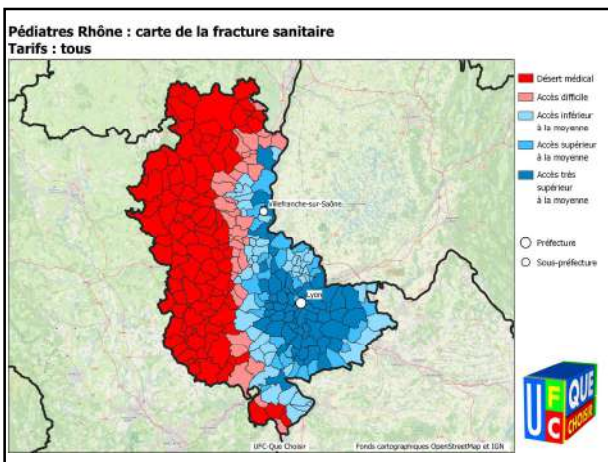 Pédiatres Rhône : carte de la fracture sanitaire
Tarifs : tous
Désert médical
Accès difficile
Accès inférieur
à la moyenne
Accès supérieur
à la moyenne
Accès très
supérieur
à la moyenne
Villefranche-sur-Saône
Préfecture
Sous-préfecture
Lyon
UFC-Que Choisir
Fonds cartographiques OpenStreetMap et IGN
UFC
QUE
CHOISIR